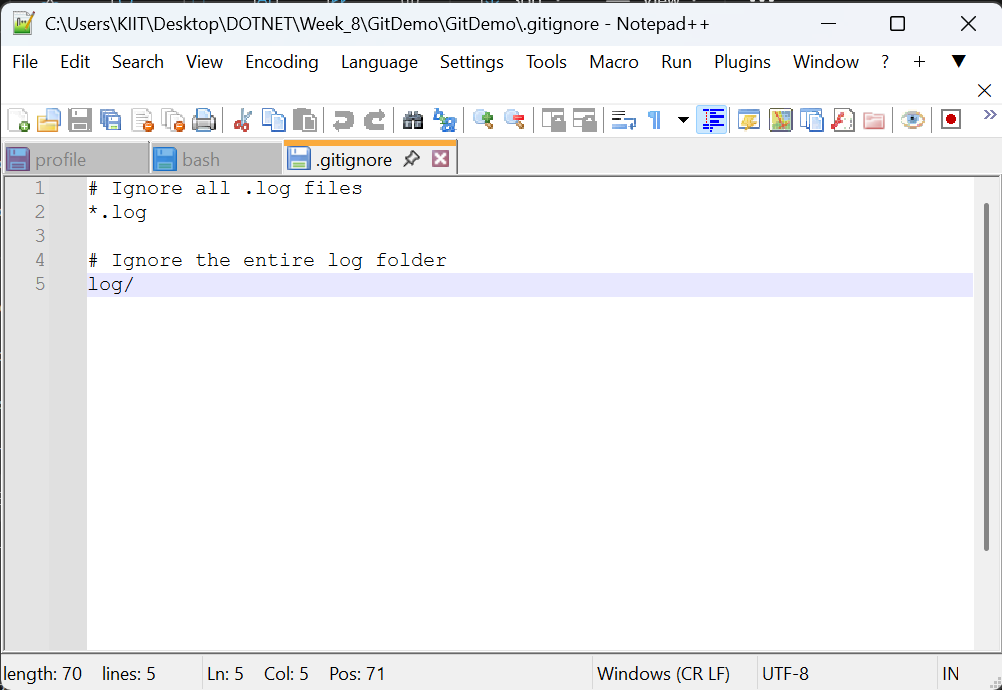 C:\Users\KIIT\Desktop\DOTNET\Week_8\GitDemo\GitDemo\.gitignore - Notepad++
File Edit Search View Encoding Language Settings Tools Macro Run Plugins Window ? + ▼
profile bash .gitignore
1 # Ignore all .log files
2 *.log
3
4 # Ignore the entire log folder
5 log/
length: 70 lines: 5 Ln: 5 Col: 5 Pos: 71 Windows (CR LF) UTF-8 IN